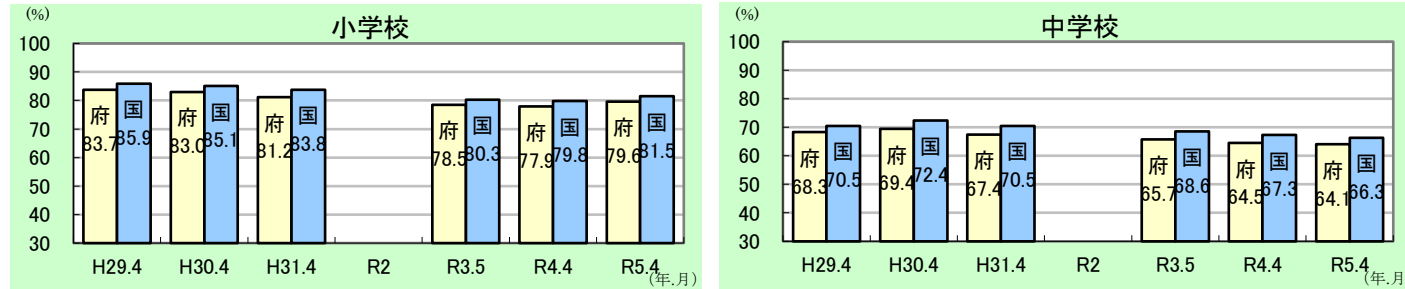 (%)
小学校
100
90
80
70
60
50
40
30
府
83.7
国
85.9
府
83.0
国
85.1
府
81.2
国
83.8
府
78.5
国
80.3
府
77.9
国
79.8
府
79.6
国
81.5
H29.4 H30.4 H31.4 R2 R3.5 R4.4 R5.4
(年.月)
(%)
中学校
100
90
80
70
60
50
40
30
府
68.3
国
70.5
府
69.4
国
72.4
府
67.4
国
70.5
府
65.7
国
68.6
府
64.5
国
67.3
府
64.1
国
66.3
H29.4 H30.4 H31.4 R2 R3.5 R4.4 R5.4
(年.月